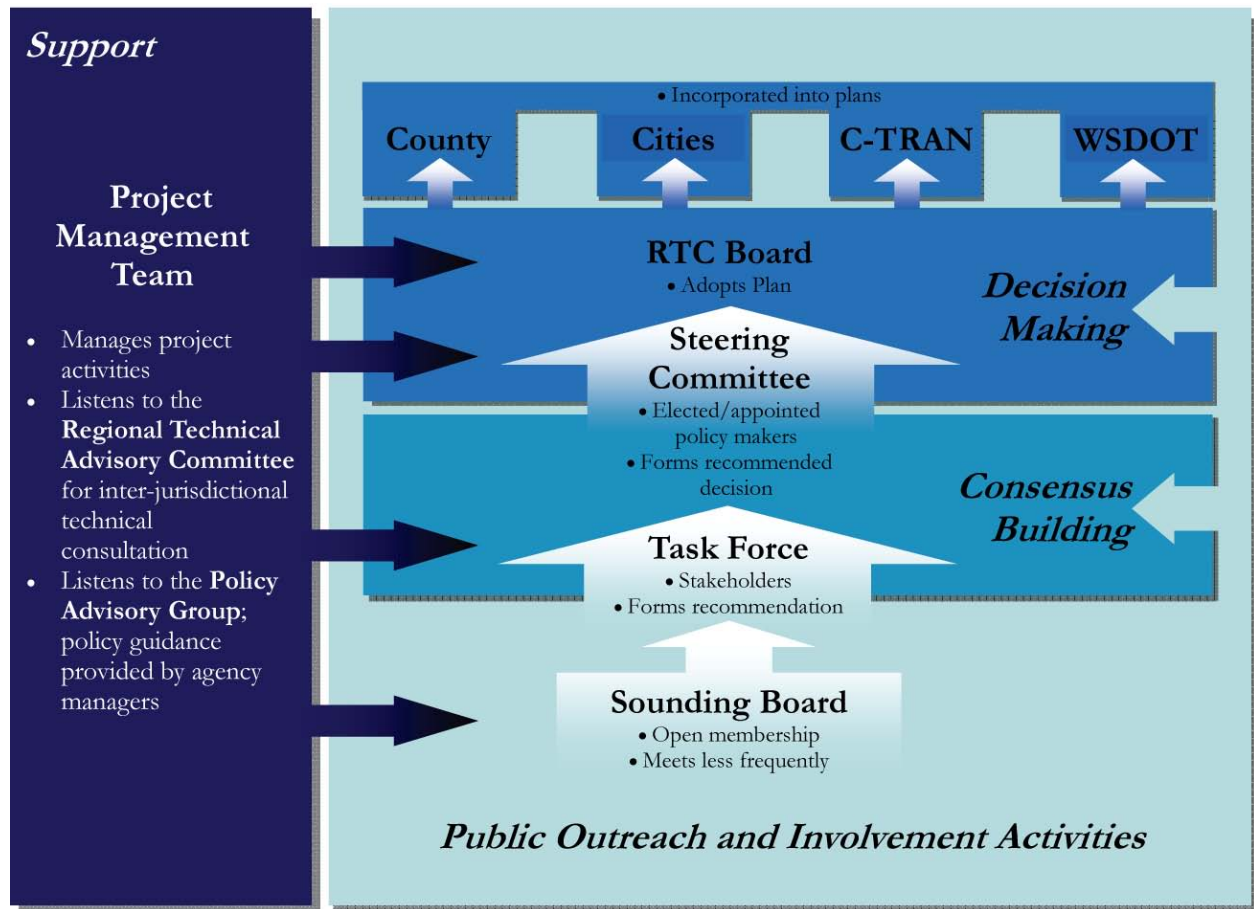 Support
Project
Management
Team
• Manages project
activities
• Listens to the
Regional Technical
Advisory Committee
for inter-jurisdictional
technical
consultation
• Listens to the Policy
Advisory Group;
policy guidance
provided by agency
managers
• Incorporated into plans
County
Cities
C-TRAN
WSDOT
RTC Board
• Adopts Plan
Decision
Making
Steering
Committee
• Elected/appointed
policy makers
• Forms recommended
decision
Consensus
Building
Task Force
• Stakeholders
• Forms recommendation
Sounding Board
• Open membership
• Meets less frequently
Public Outreach and Involvement Activities